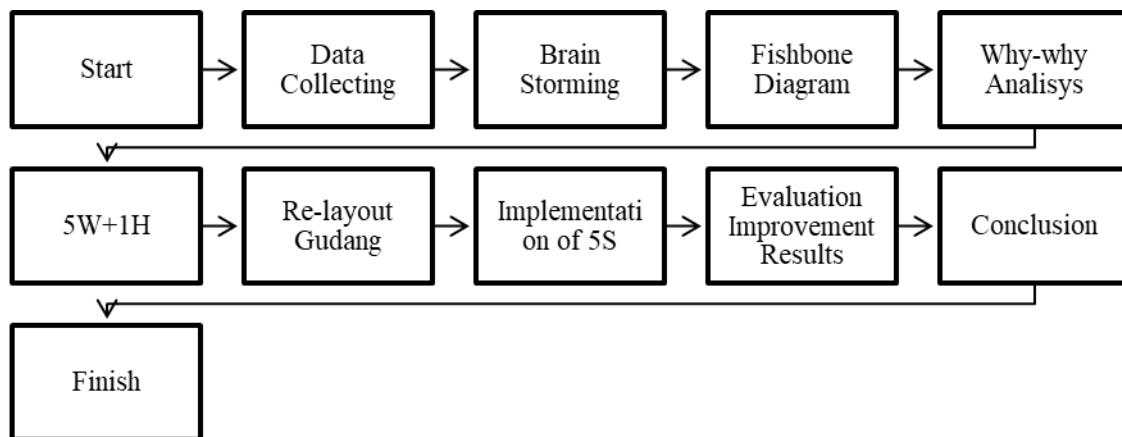 Start
Data
Collecting
Brain
Storming
Fishbone
Diagram
Why-why
Analisys
5W+1H
Re-layout
Gudang
Implementati
on of 5S
Evaluation
Improvement
Results
Conclusion
Finish